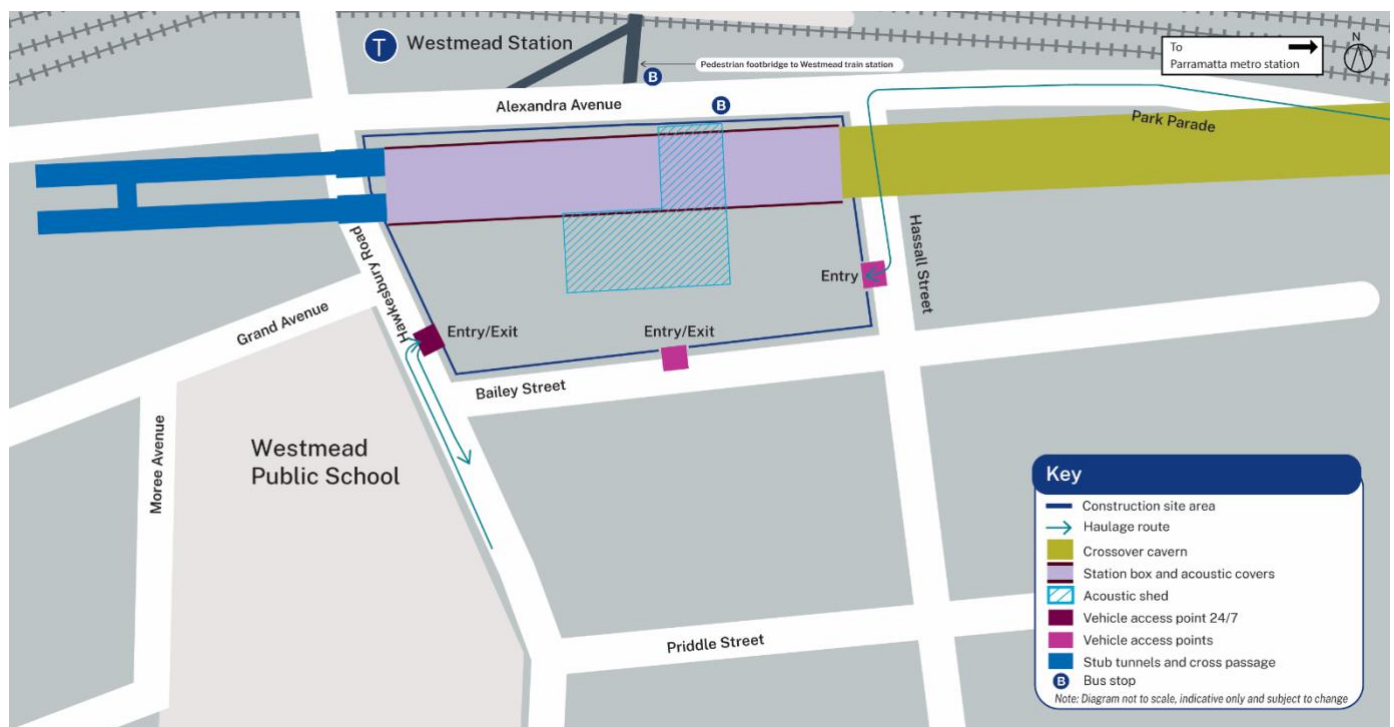 T Westmead Station
Pedestrian footbridge to Westmead train station
B
B
N
To
Parramatta metro station
Alexandra Avenue
Park Parade
Hawkesbury Road
Hassall Street
Grand Avenue
Entry
Entry/Exit
Entry/Exit
Bailey Street
Moree Avenue
Westmead
Public School
Priddle Street
Key
Construction site area
Haulage route
Crossover cavern
Station box and acoustic covers
Acoustic shed
Vehicle access point 24/7
Vehicle access points
Stub tunnels and cross passage
B Bus stop
Note: Diagram not to scale, indicative only and subject to change